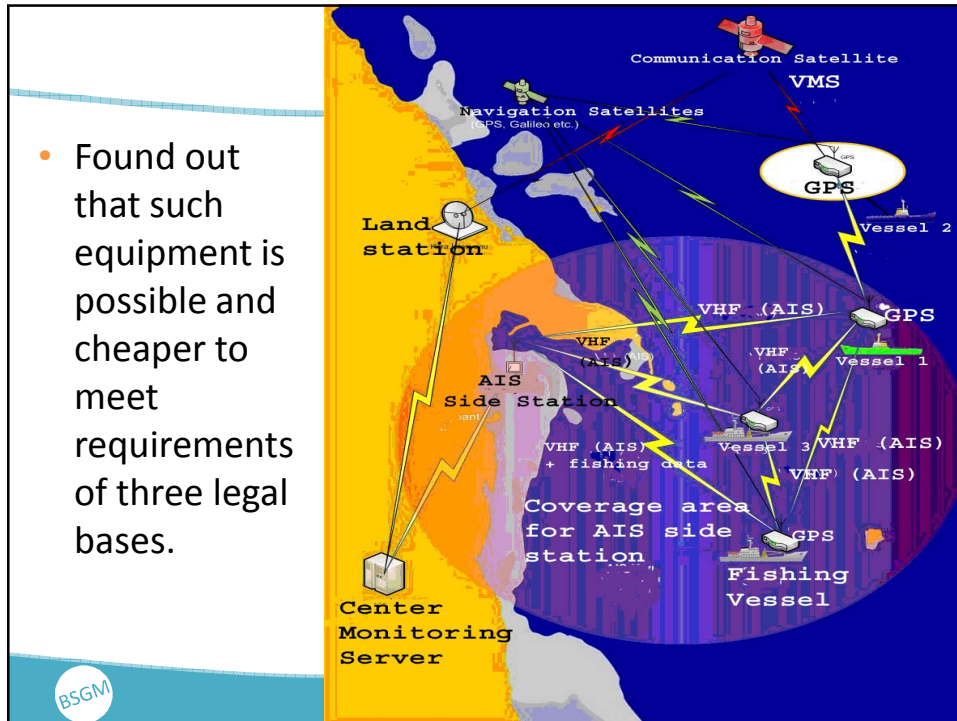 • Found out
that such
equipment is
possible and
cheaper to
meet
requirements
of three legal
bases.
BSGM
Communication Satellite
VMS
Navigation Satellites
(GPS, Galileo etc.)
GPS
GPS
Vessel 2
Land
station
VHF (AIS)
GPS
VHF
(AIS)
VHF
(AIS)
Vessel 1
AIS
Side Station
Vessel 3
VHF (AIS)
VHF (AIS)
+ fishing data
VHF (AIS)
Coverage area
for AIS side
station
GPS
Fishing
Vessel
Center
Monitoring
Server